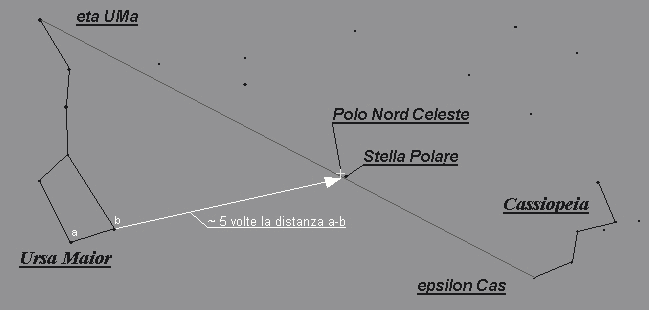 eta UMa
Polo Nord Celeste
Stella Polare
Cassiopeia
b
~ 5 volte la distanza a-b
a
Ursa Maior
epsilon Cas